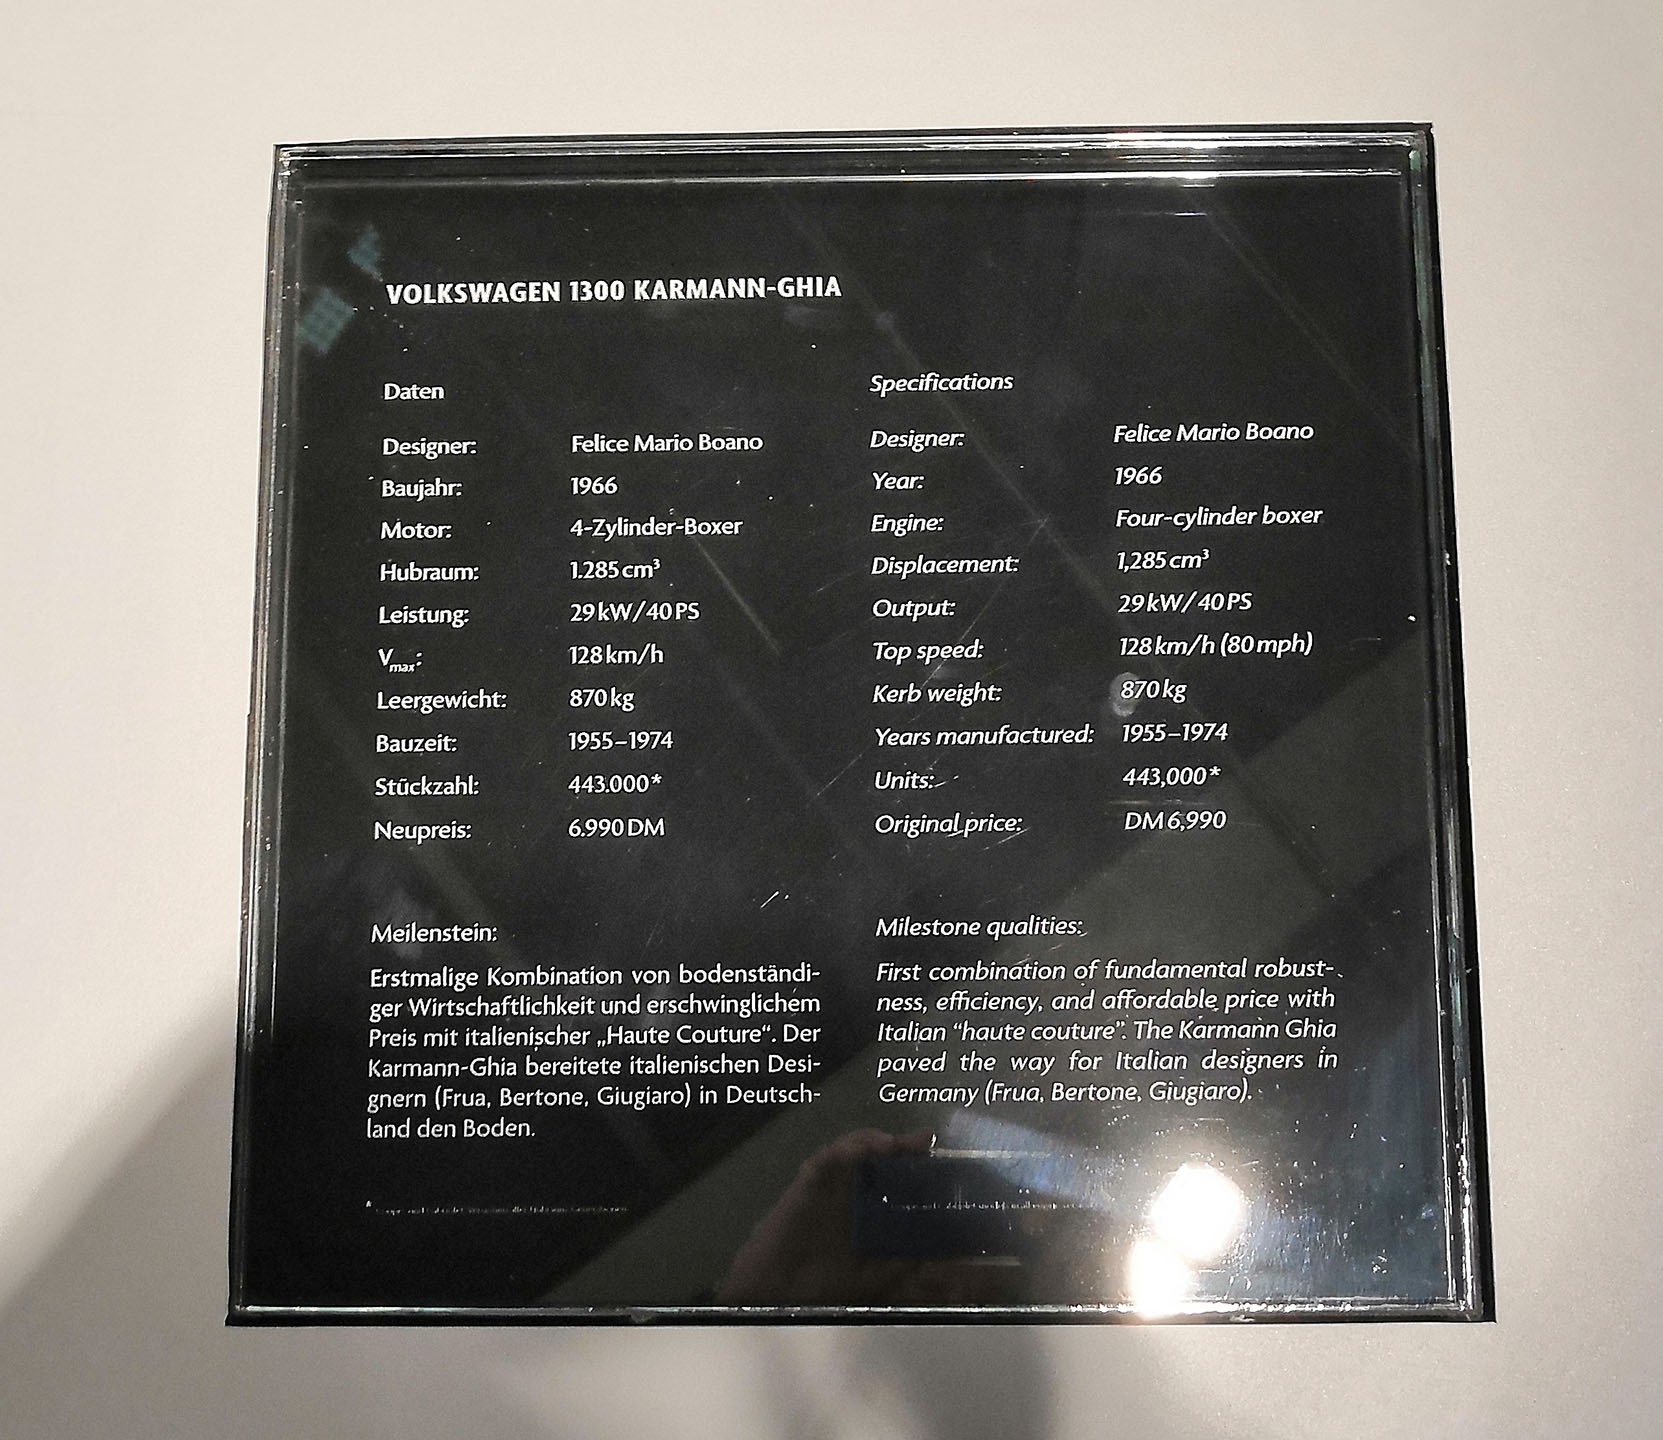 VOLKSWAGEN 1300 KARMANN-GHIA
Daten
Designer: Felice Mario Boano
Baujahr: 1966
Motor: 4-Zylinder-Boxer
Hubraum: 1.285 cm³
Leistung: 29 kW/40 PS
Vmax: 128 km/h
Leergewicht: 870 kg
Bauzeit: 1955–1974
Stückzahl: 443.000*
Neupreis: 6.990 DM
Meilenstein:
Erstmalige Kombination von bodenständi-
ger Wirtschaftlichkeit und erschwinglichem
Preis mit italienischer „Haute Couture“. Der
Karmann-Ghia bereitete italienischen Desi-
gnern (Frua, Bertone, Giugiaro) in Deutsch-
land den Boden.
*
Specifications
Designer: Felice Mario Boano
Year: 1966
Engine: Four-cylinder boxer
Displacement: 1,285 cm³
Output: 29 kW/40 PS
Top speed: 128 km/h (80 mph)
Kerb weight: 870 kg
Years manufactured: 1955–1974
Units: 443,000*
Original price: DM 6,990
Milestone qualities:
First combination of fundamental robust-
ness, efficiency, and affordable price with
Italian “haute couture”. The Karmann Ghia
paved the way for Italian designers in
Germany (Frua, Bertone, Giugiaro).
*